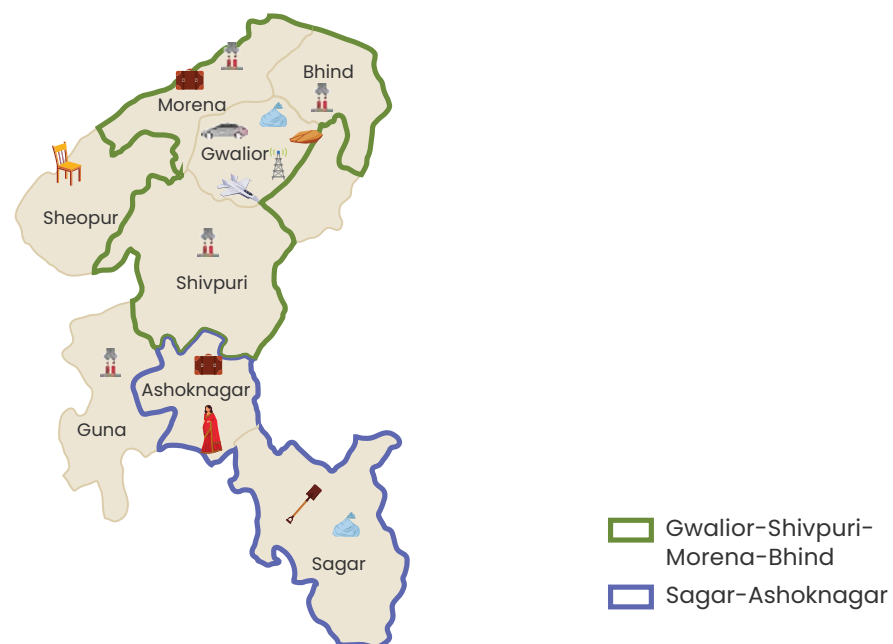 Bhind
Morena
Gwalior
Sheopur
Shivpuri
Ashoknagar
Guna
Sagar
Gwalior-Shivpuri-
Morena-Bhind
Sagar-Ashoknagar